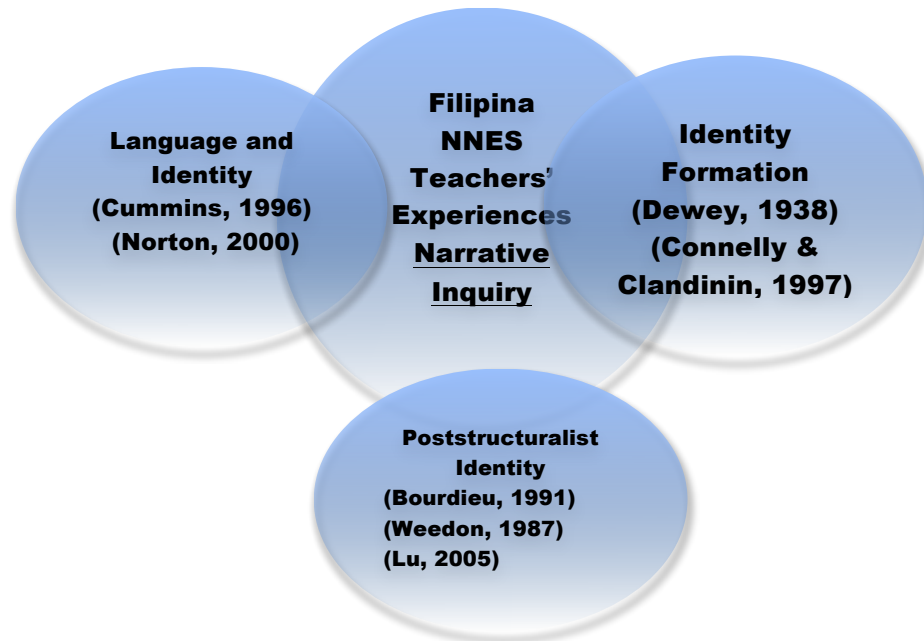 Language and
Identity
(Cummins, 1996)
(Norton, 2000)
Filipina
NNES
Teachers’
Experiences
Narrative
Inquiry
Identity
Formation
(Dewey, 1938)
(Connelly &
Clandinin, 1997)
Poststructuralist
Identity
(Bourdieu, 1991)
(Weedon, 1987)
(Lu, 2005)